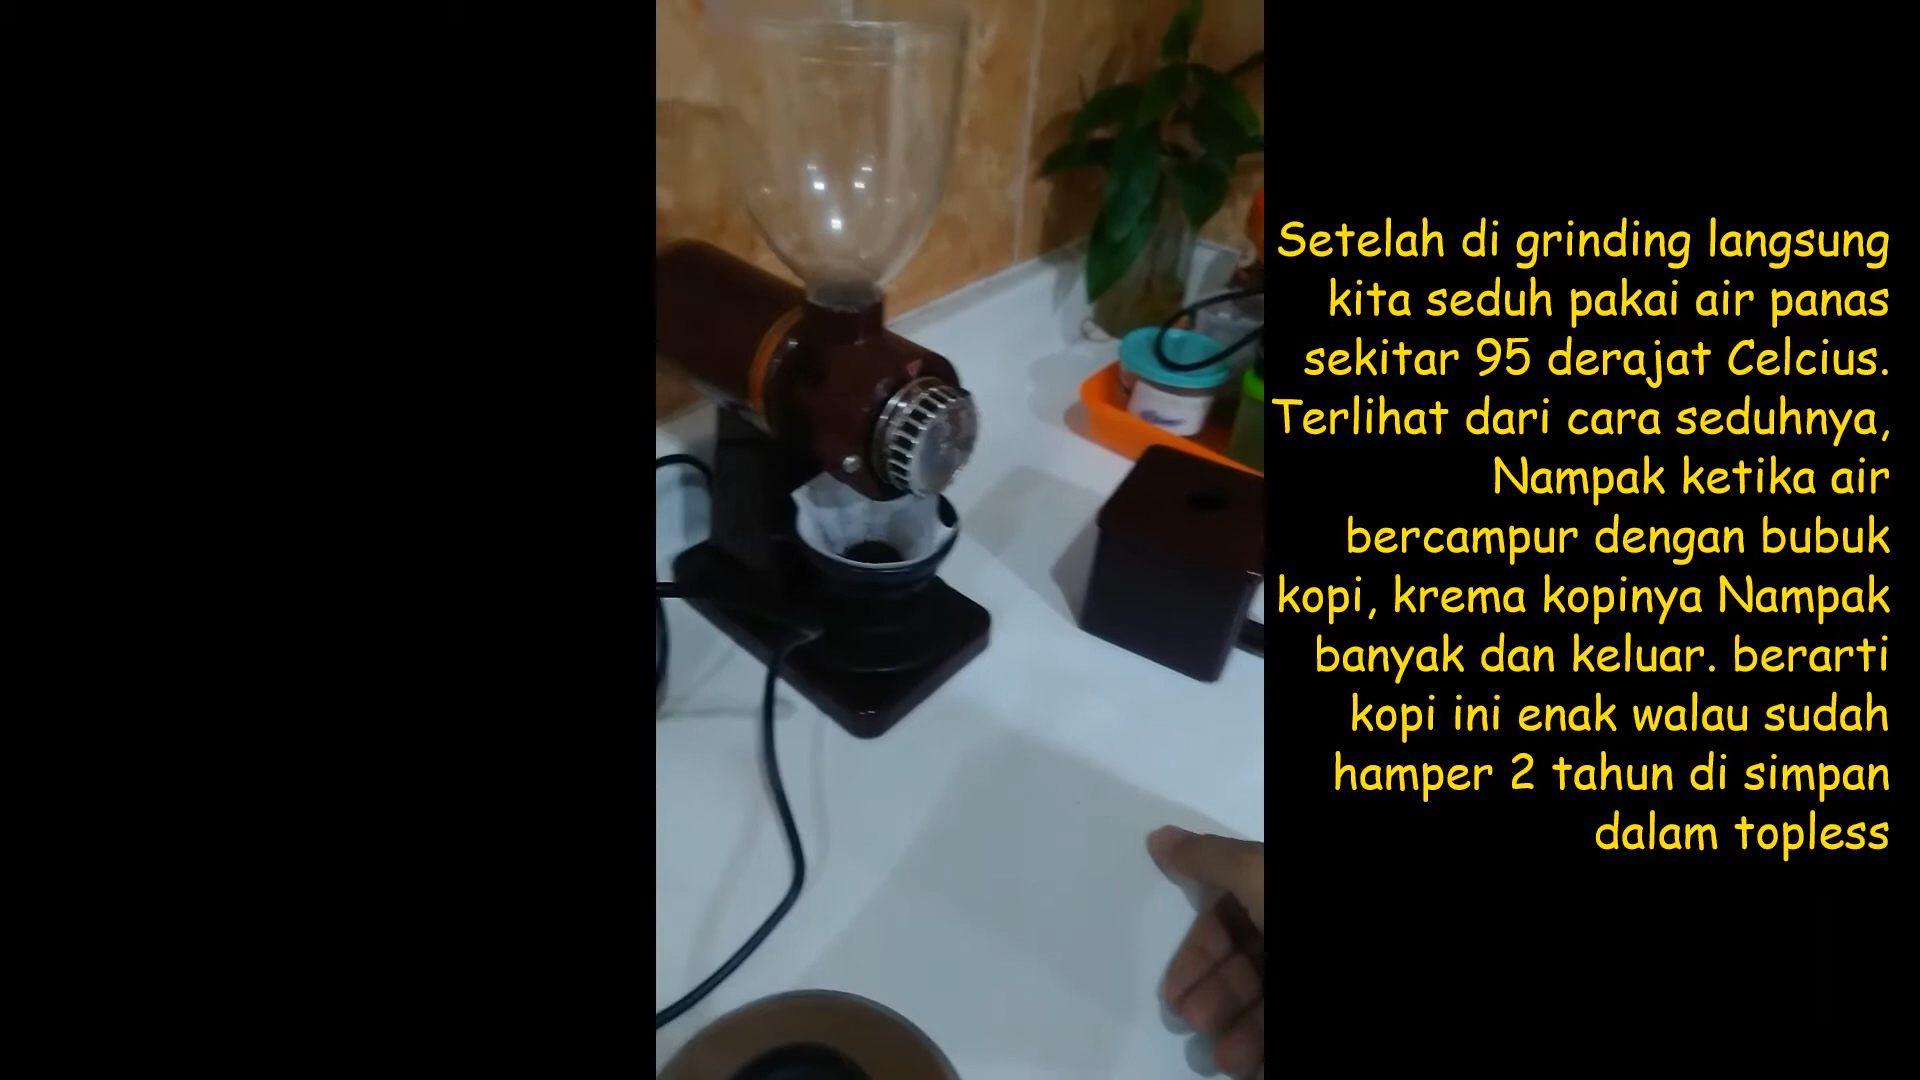 Setelah di grinding langsung
kita seduh pakai air panas
sekitar 95 derajat Celcius.
Terlihat dari cara seduhnya,
Nampak ketika air
bercampur dengan bubuk
kopi, krema kopinya Nampak
banyak dan keluar. berarti
kopi ini enak walau sudah
hamper 2 tahun di simpan
dalam topless